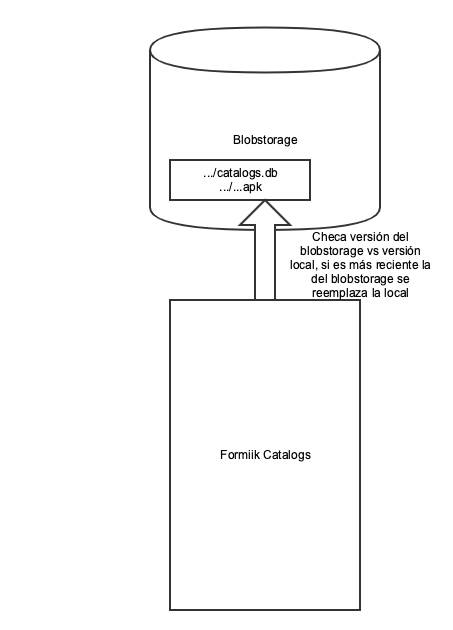 Blobstorage
.../catalogs.db
.../...apk
Checa versión del
blobstorage vs versión
local, si es más reciente la
del blobstorage se
reemplaza la local
Formiik Catalogs